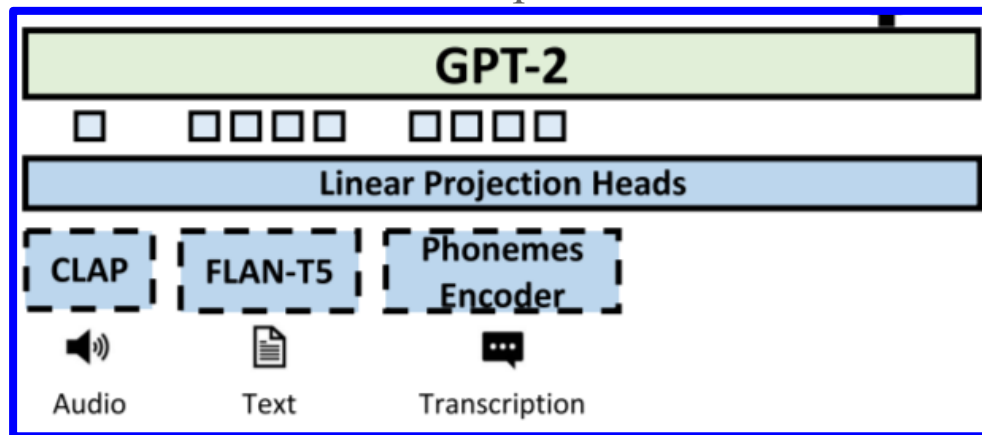 GPT-2
Linear Projection Heads
CLAP
FLAN-T5
Phonemes
Encoder
Audio
Text
Transcription